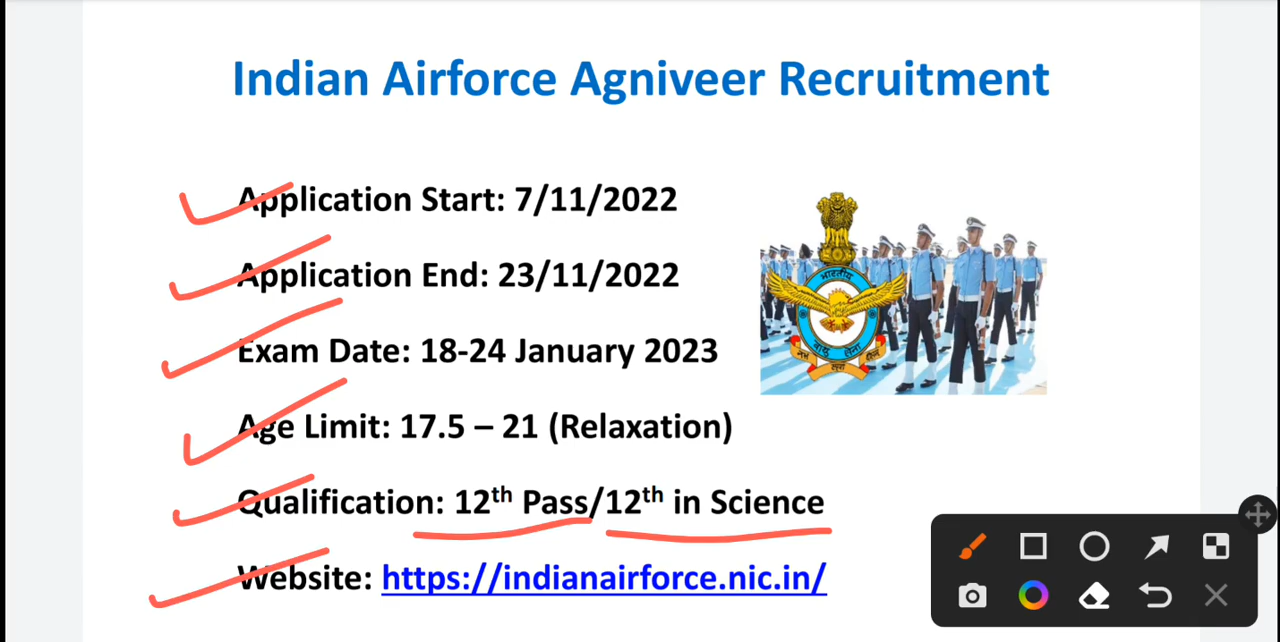 Indian Airforce Agniveer Recruitment
Application Start: 7/11/2022
Application End: 23/11/2022
Exam Date: 18-24 January 2023
Age Limit: 17.5 – 21 (Relaxation)
Qualification: 12th Pass/12th in Science
Website: https://indianairforce.nic.in/
भारतीय
वायु सेना